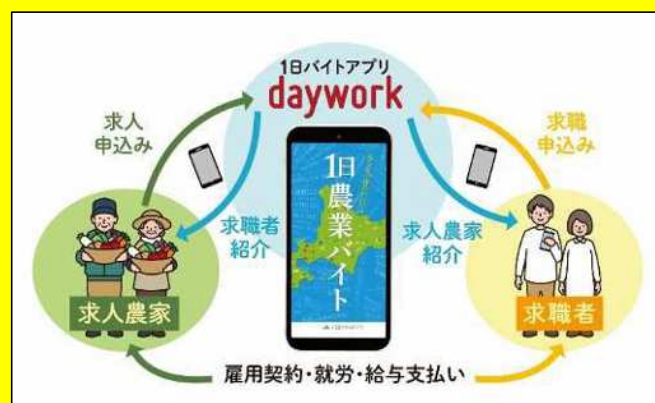 1日バイトアプリ
daywork
求人
申込み
求職
申込み
1日農業バイト
求職者
紹介
求人農家
紹介
求人農家
求職者
雇用契約・就労・給与支払い